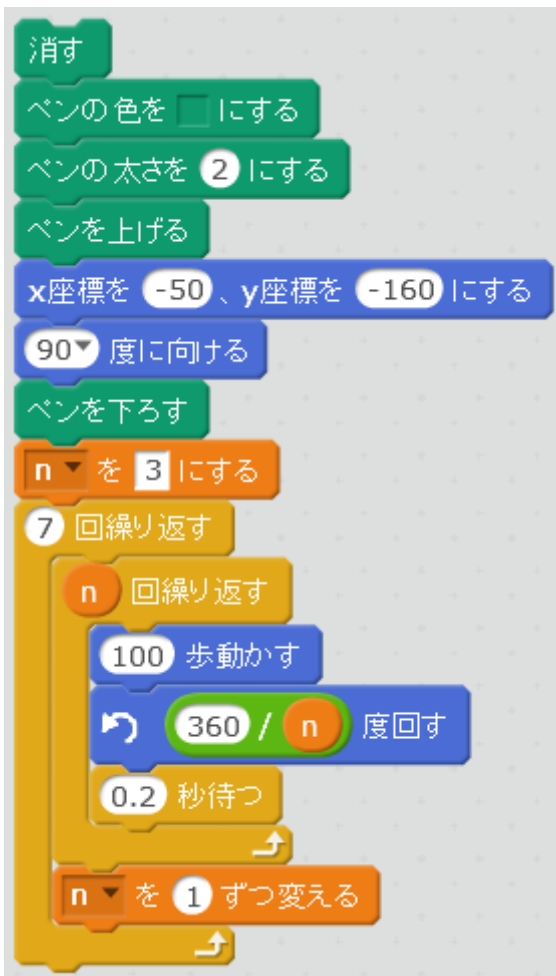 消す
ペンの色を にする
ペンの太さを 2 にする
ペンを上げる
x座標を -50 、y座標を -160 にする
90▼ 度に向ける
ペンを下ろす
n ▼ を 3 にする
7 回繰り返す
n 回繰り返す
100 歩動かす
360 / n 度回す
0.2 秒待つ
n ▼ を 1 ずつ変える